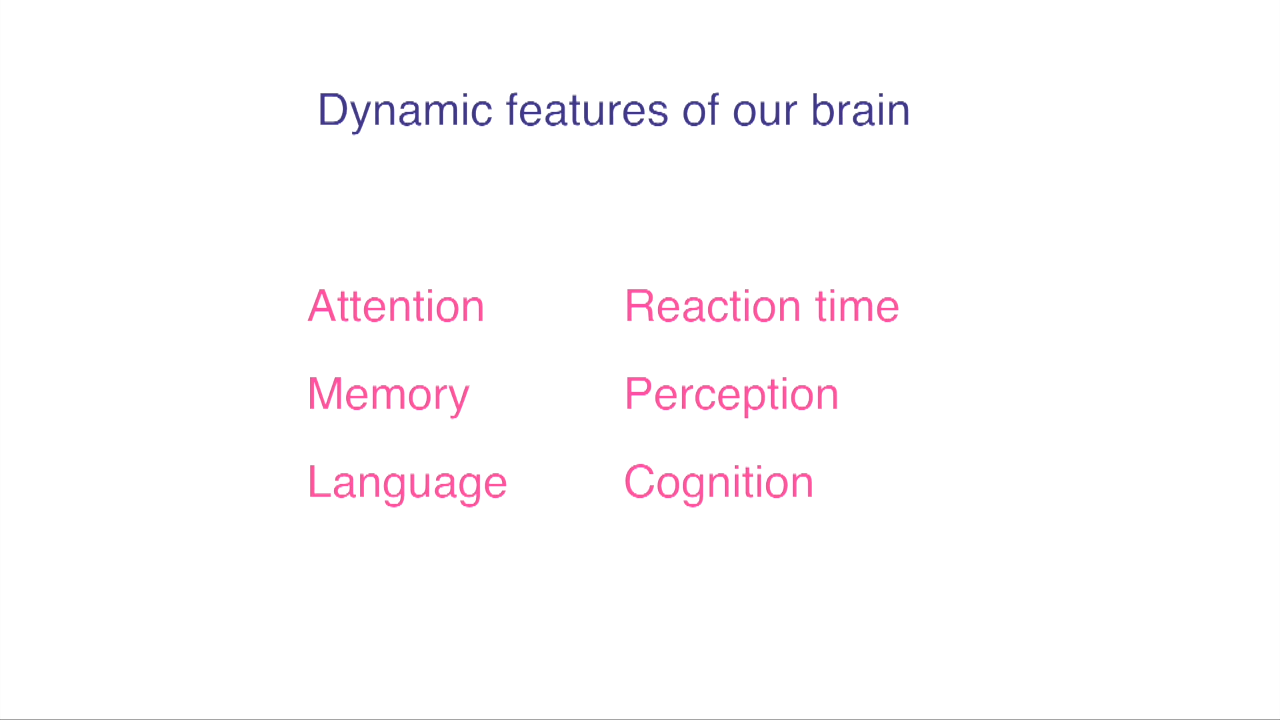 Dynamic features of our brain
Attention Reaction time
Memory Perception
Language Cognition